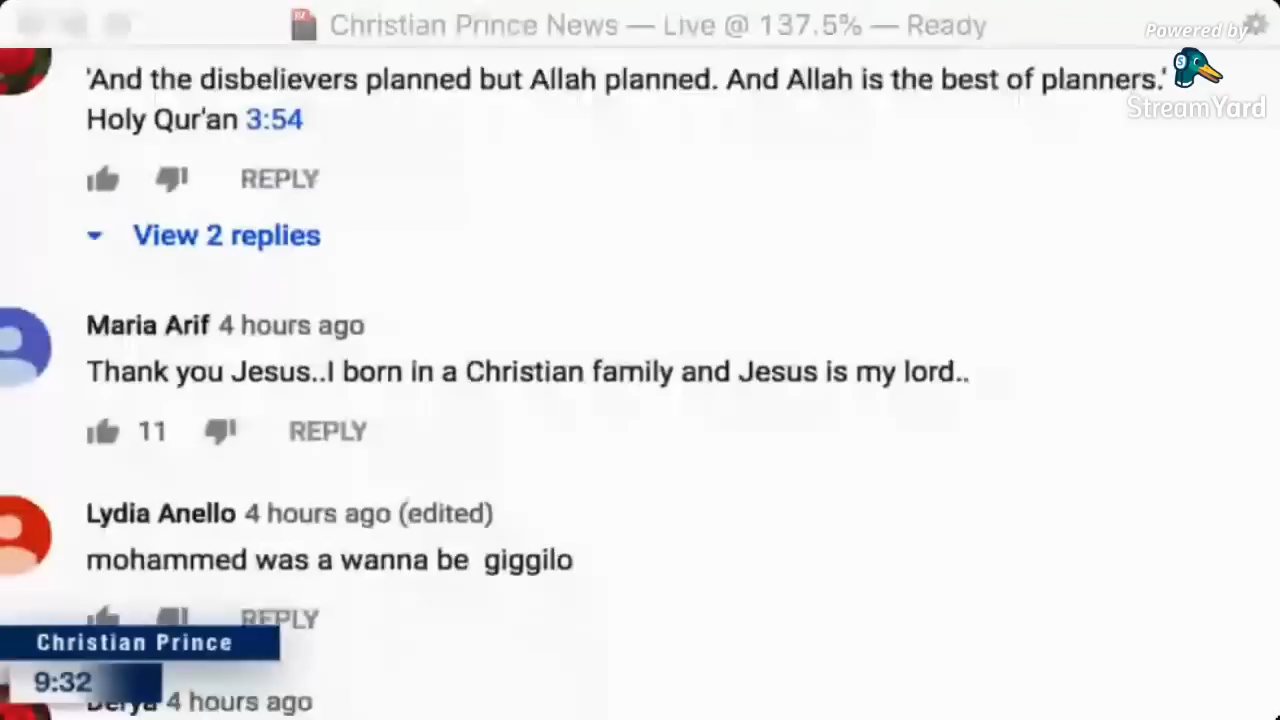 Christian Prince News — Live @ 137.5% — Ready
Powered by
StreamYard
'And the disbelievers planned but Allah planned. And Allah is the best of planners.'
Holy Qur'an 3:54
REPLY
View 2 replies
Maria Arif 4 hours ago
Thank you Jesus..I born in a Christian family and Jesus is my lord..
11 REPLY
Lydia Anello 4 hours ago (edited)
mohammed was a wanna be giggilo
REPLY
Christian Prince
9:32
Derya 4 hours ago